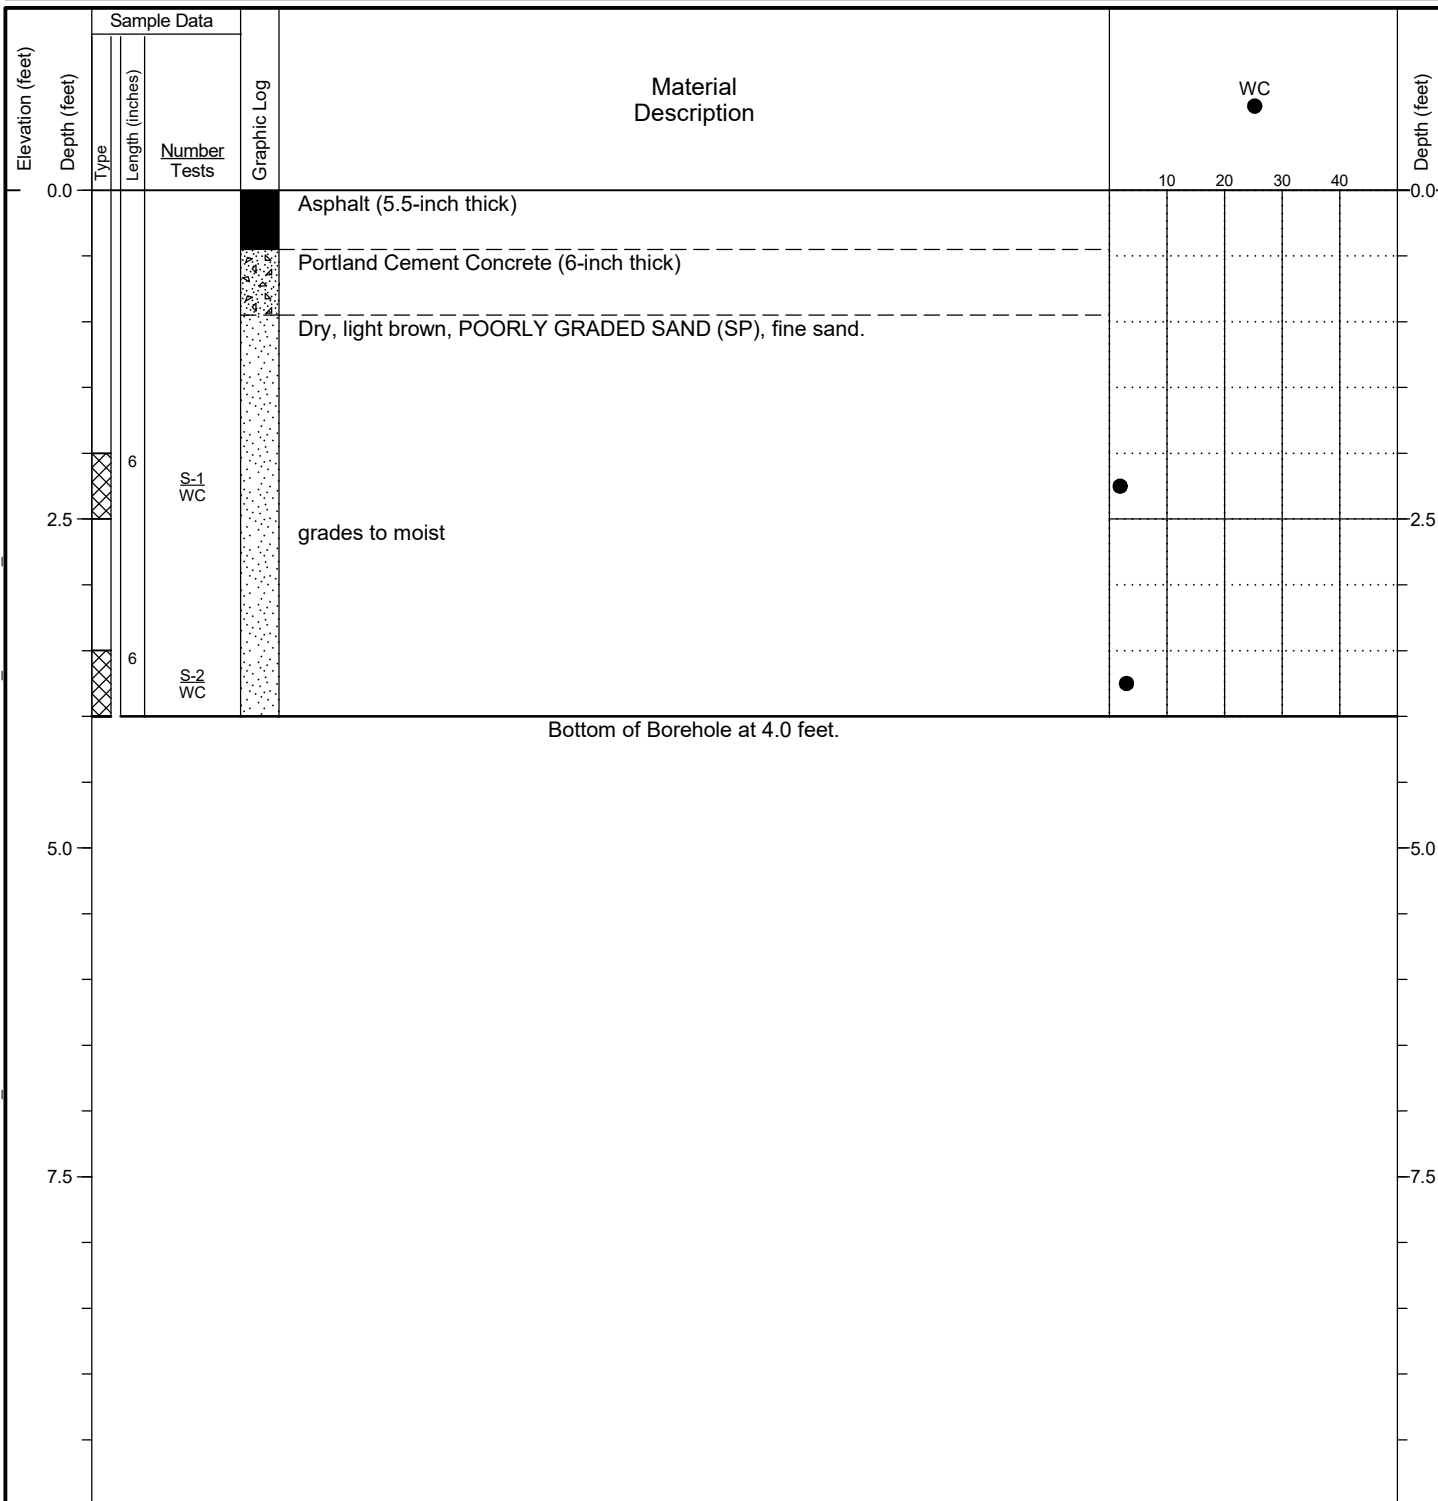 Sample Data
Elevation (feet)
Depth (feet)
Type
Length (inches)
Number
Tests
Graphic Log
Material
Description
WC
Depth (feet)
10 20 30 40
0.0
0.0
Asphalt (5.5-inch thick)
Portland Cement Concrete (6-inch thick)
Dry, light brown, POORLY GRADED SAND (SP), fine sand.
6
S-1
WC
2.5
2.5
grades to moist
6
S-2
WC
Bottom of Borehole at 4.0 feet.
5.0
5.0
7.5
7.5